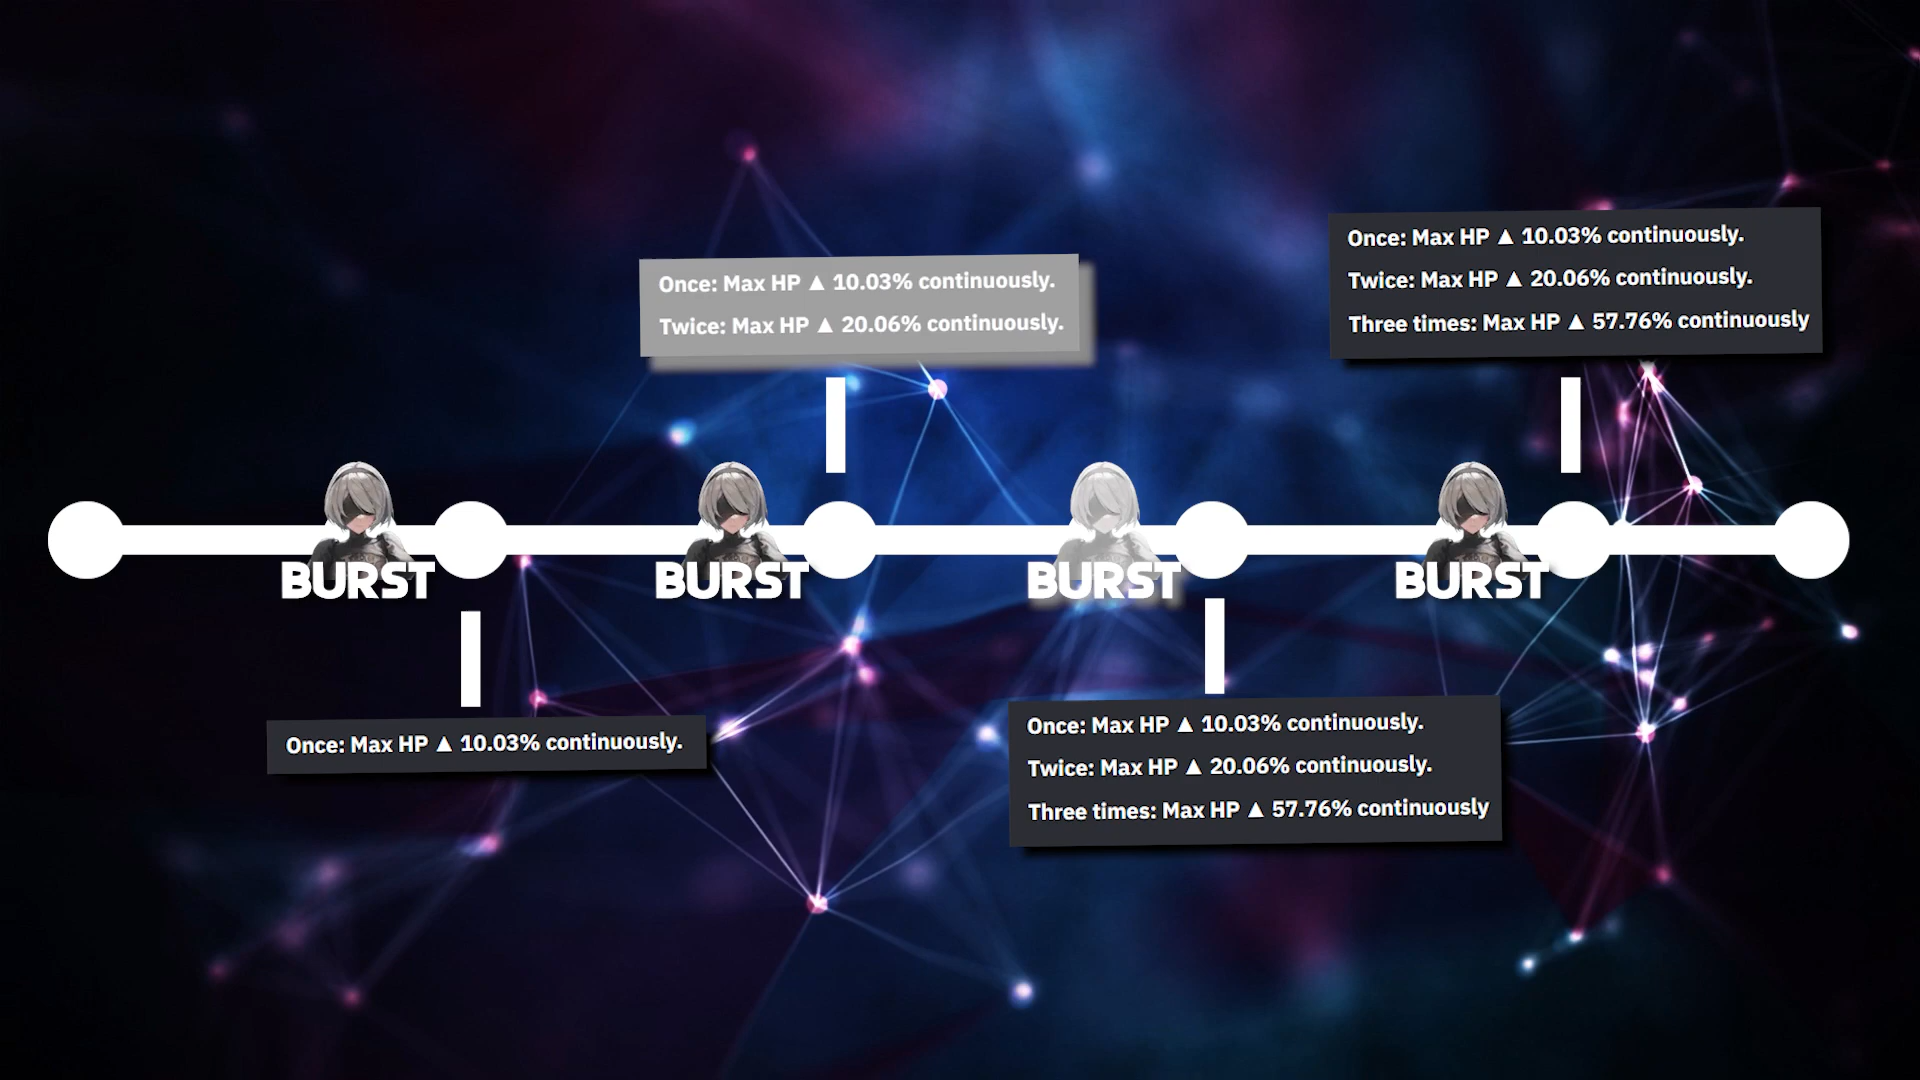 Once: Max HP ▲ 10.03% continuously.
Twice: Max HP ▲ 20.06% continuously.
Once: Max HP ▲ 10.03% continuously.
Twice: Max HP ▲ 20.06% continuously.
Three times: Max HP ▲ 57.76% continuously
BURST
BURST
BURST
BURST
Once: Max HP ▲ 10.03% continuously.
Once: Max HP ▲ 10.03% continuously.
Twice: Max HP ▲ 20.06% continuously.
Three times: Max HP ▲ 57.76% continuously